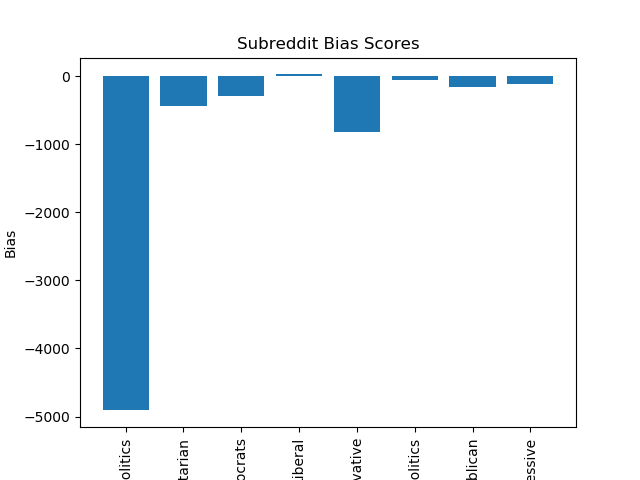 Subreddit Bias Scores
Bias
0
−1000
−2000
−3000
−4000
−5000
olitics
tarian
ocrats
iberal
vative
olitics
blican
essive